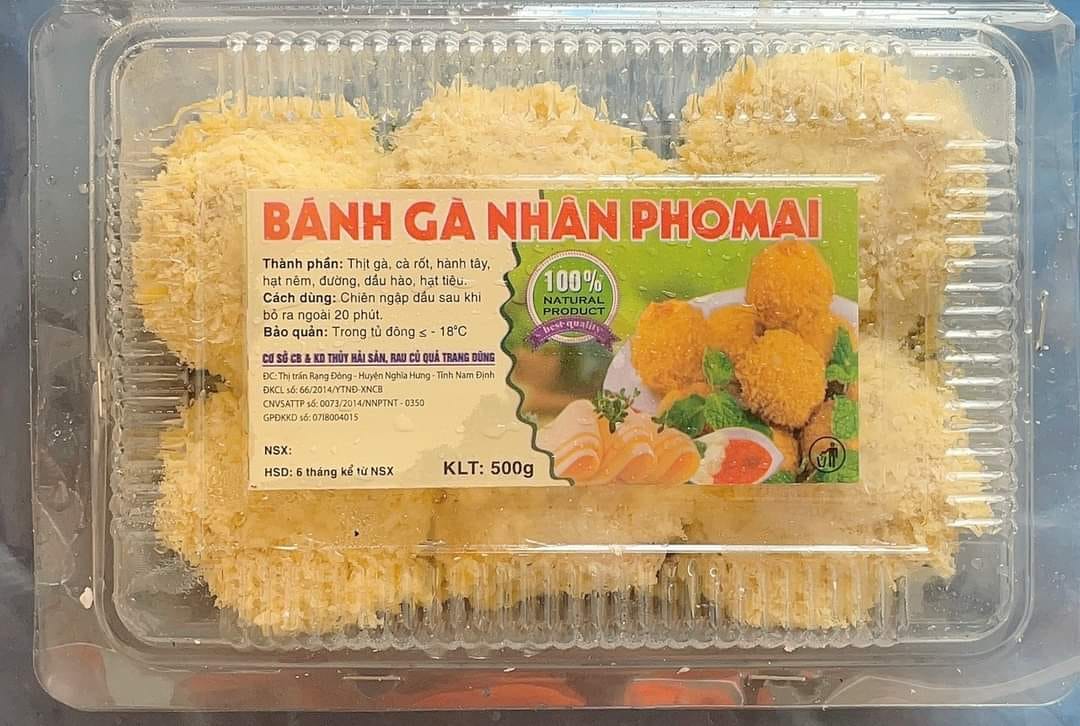 BÁNH GÀ NHÂN PHOMAI
Thành phần: Thịt gà, cà rốt, hành tây,
hạt nêm, đường, dầu hào, hạt tiêu.
Cách dùng: Chiên ngập dầu sau khi
bỏ ra ngoài 20 phút.
Bảo quản: Trong tủ đông ≤ - 18°C
CƠ SỞ CB & KD THỦY HẢI SẢN, RAU CỦ QUẢ TRANG DŨNG
ĐC: Thị trấn Rạng Đông - Huyện Nghĩa Hưng - Tỉnh Nam Định
ĐKCL số: 66/2014/YTNĐ-XNCB
CNVSATTP số: 0073/2014/NNPTNT - 0350
GPĐKKD số: 07I8004015
NSX:
HSD: 6 tháng kể từ NSX
KLT: 500g
100%
NATURAL
PRODUCT
best quality